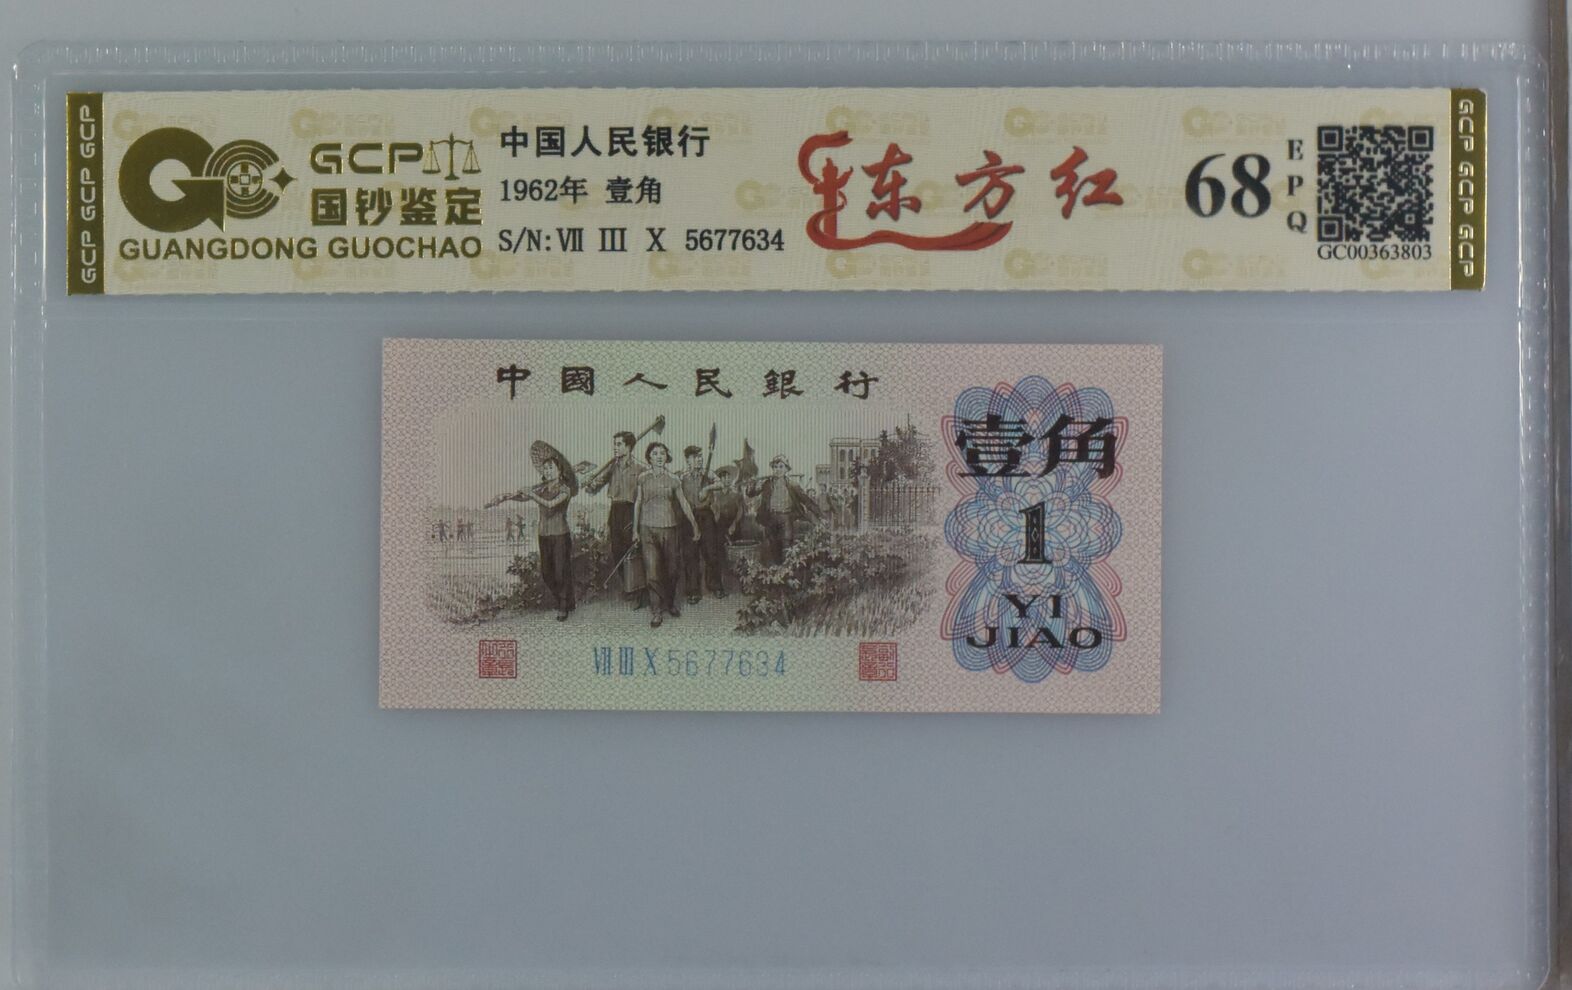 GCP GCP GCP
GCP
国钞鉴定
GUANGDONG GUOCHAO
中国人民银行
1962年 壹角
S/N: Ⅶ Ⅲ Ⅹ 5677634
东方红
68
EPQ
GC00363803
GCP GCP GCP
中國人民銀行
壹角
1
YI
JIAO
Ⅶ Ⅲ Ⅹ 5677634